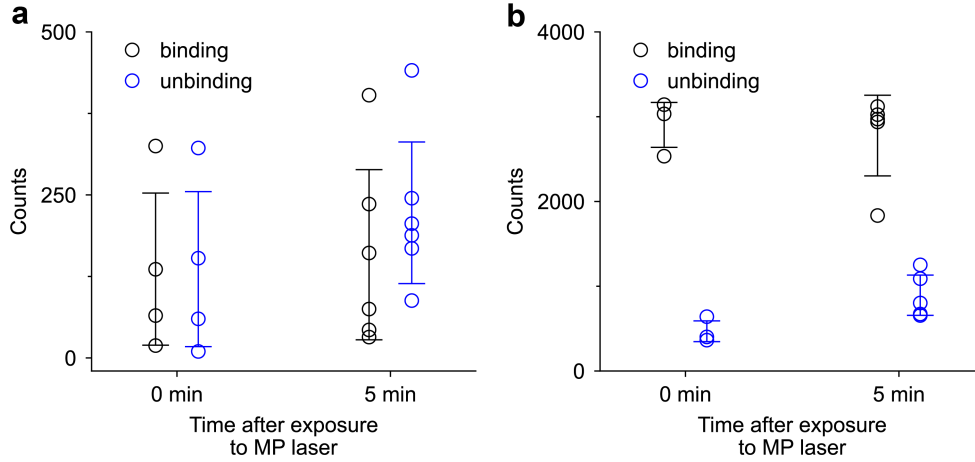 a
500
250
0
Counts
binding
unbinding
0 min
5 min
Time after exposure
to MP laser
b
4000
2000
0
Counts
binding
unbinding
0 min
5 min
Time after exposure
to MP laser